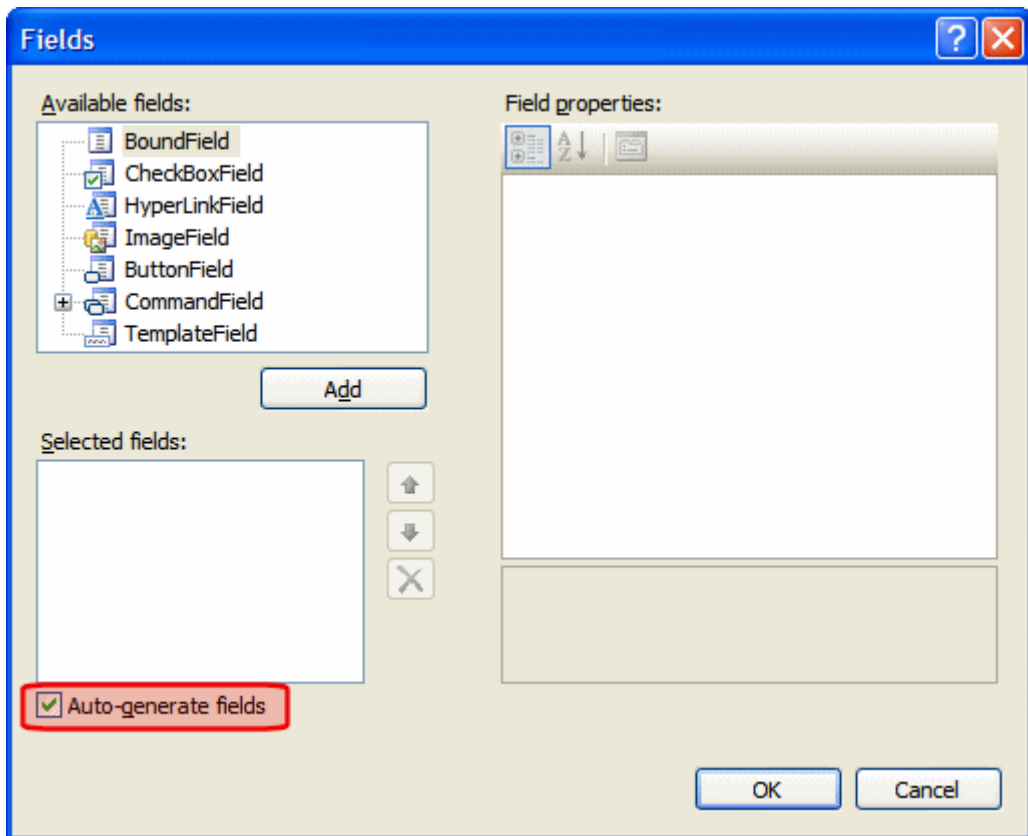 Fields
Available fields:
BoundField
CheckBoxField
HyperLinkField
ImageField
ButtonField
CommandField
TemplateField
Add
Selected fields:
Auto-generate fields
Field properties:
OK
Cancel